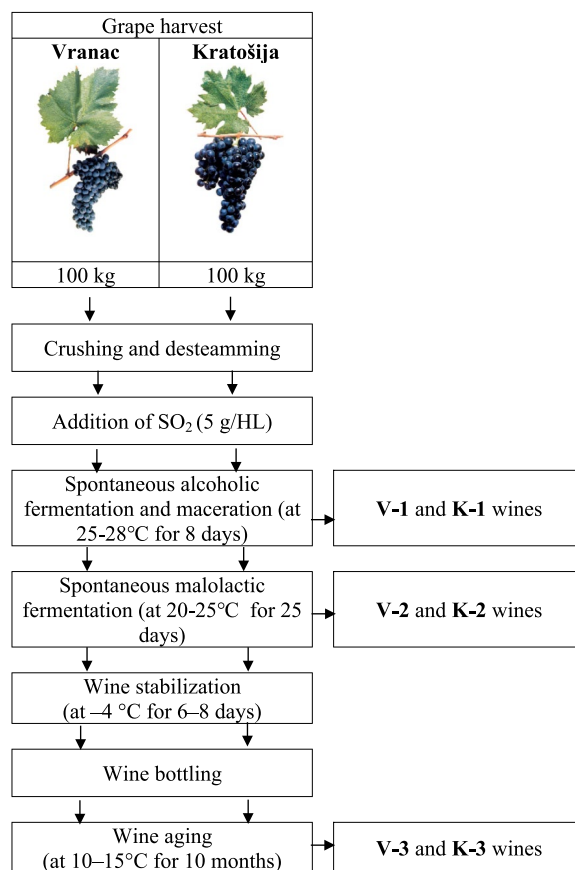 Grape harvest
Vranac
Kratošija
100 kg
100 kg
Crushing and desteamming
Addition of SO₂ (5 g/HL)
Spontaneous alcoholic
fermentation and maceration (at
25-28°C for 8 days)
V-1 and K-1 wines
Spontaneous malolactic
fermentation (at 20-25°C for 25
days)
V-2 and K-2 wines
Wine stabilization
(at –4 °C for 6–8 days)
Wine bottling
Wine aging
(at 10–15°C for 10 months)
V-3 and K-3 wines